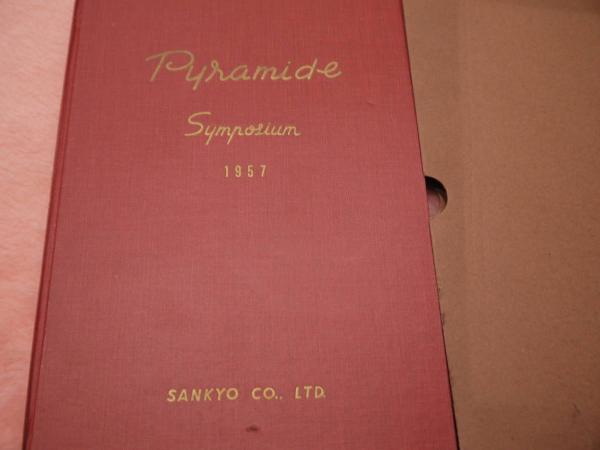 Pyramide
Symposium
1957
SANKYO CO., LTD.